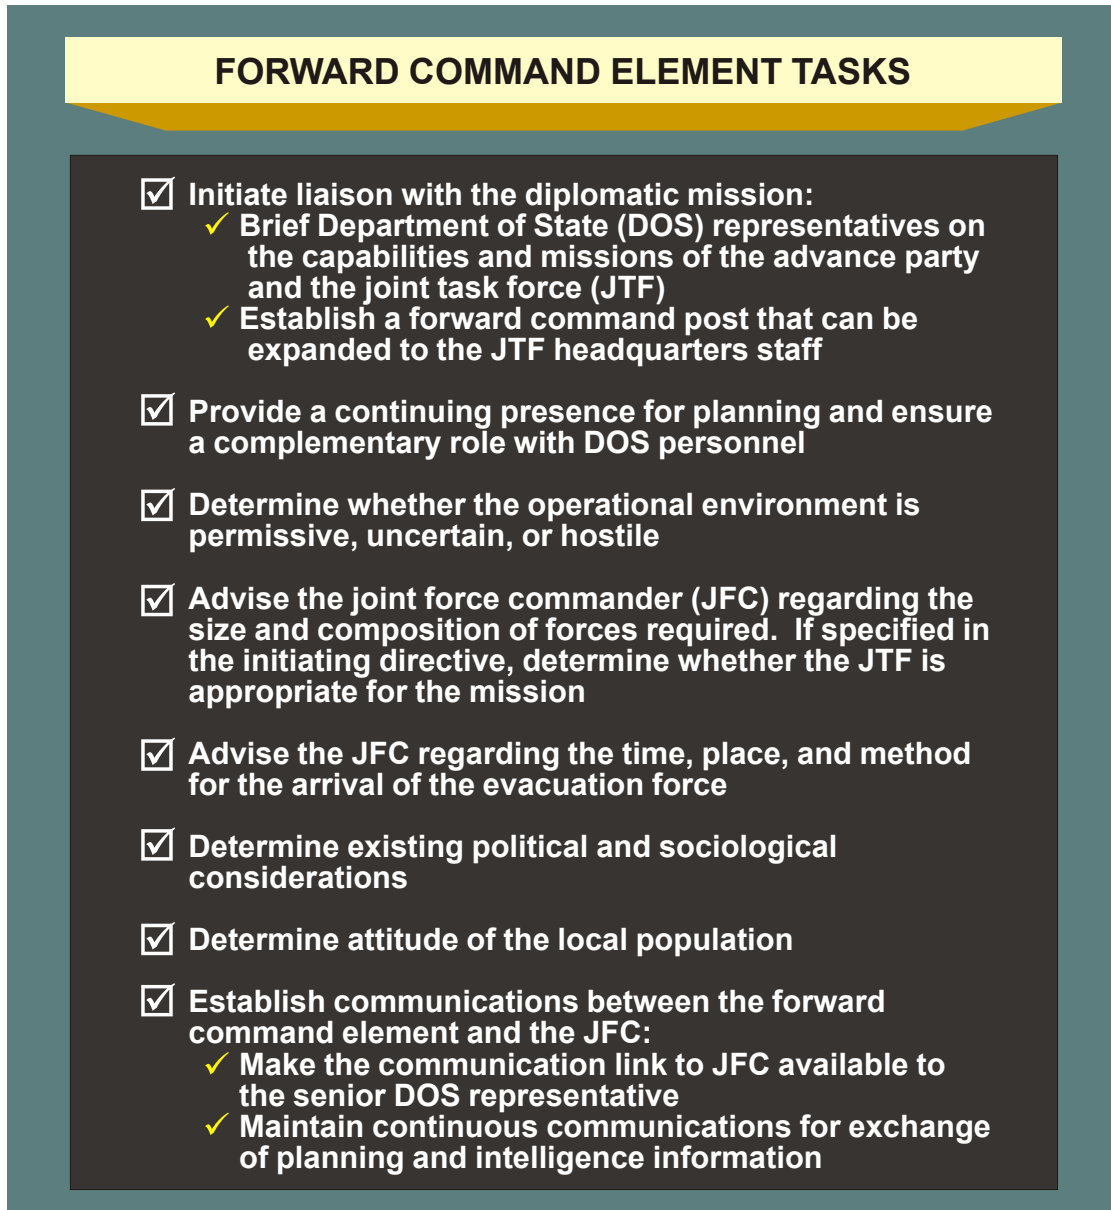 FORWARD COMMAND ELEMENT TASKS
Initiate liaison with the diplomatic mission:
Brief Department of State (DOS) representatives on
the capabilities and missions of the advance party
and the joint task force (JTF)
Establish a forward command post that can be
expanded to the JTF headquarters staff
Provide a continuing presence for planning and ensure
a complementary role with DOS personnel
Determine whether the operational environment is
permissive, uncertain, or hostile
Advise the joint force commander (JFC) regarding the
size and composition of forces required.  If specified in
the initiating directive, determine whether the JTF is
appropriate for the mission
Advise the JFC regarding the time, place, and method
for the arrival of the evacuation force
Determine existing political and sociological
considerations
Determine attitude of the local population
Establish communications between the forward
command element and the JFC:
Make the communication link to JFC available to
the senior DOS representative
Maintain continuous communications for exchange
of planning and intelligence information